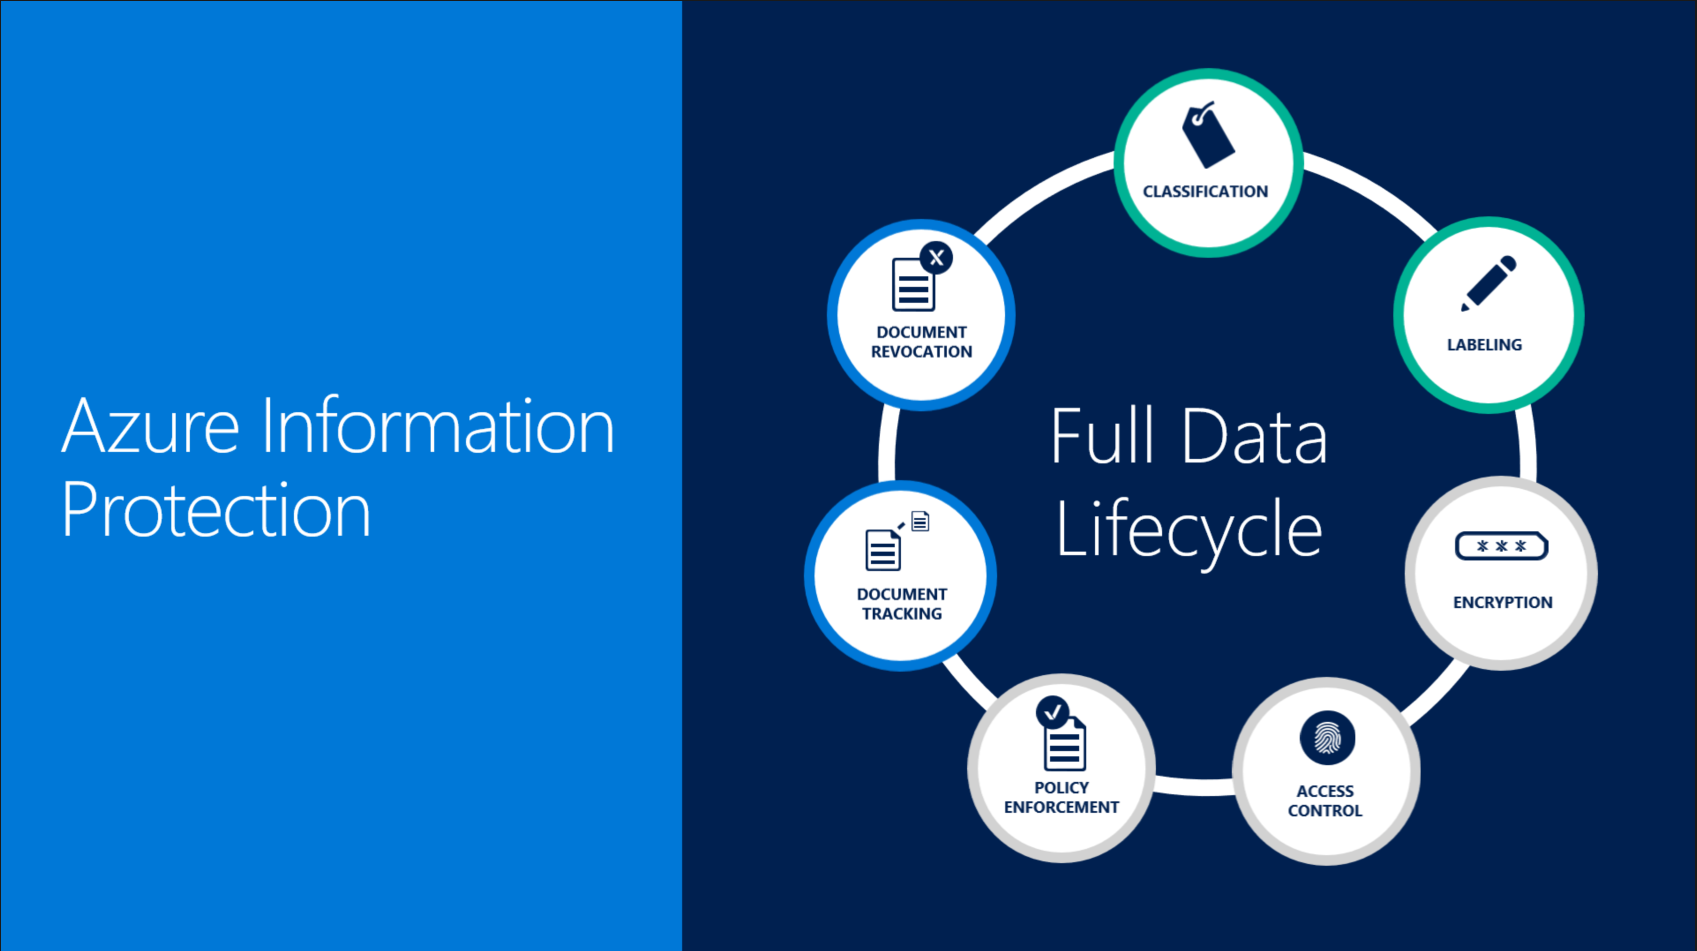 Azure Information
Protection
Full Data
Lifecycle
CLASSIFICATION
LABELING
* * *
ENCRYPTION
ACCESS
CONTROL
POLICY
ENFORCEMENT
DOCUMENT
TRACKING
X
DOCUMENT
REVOCATION